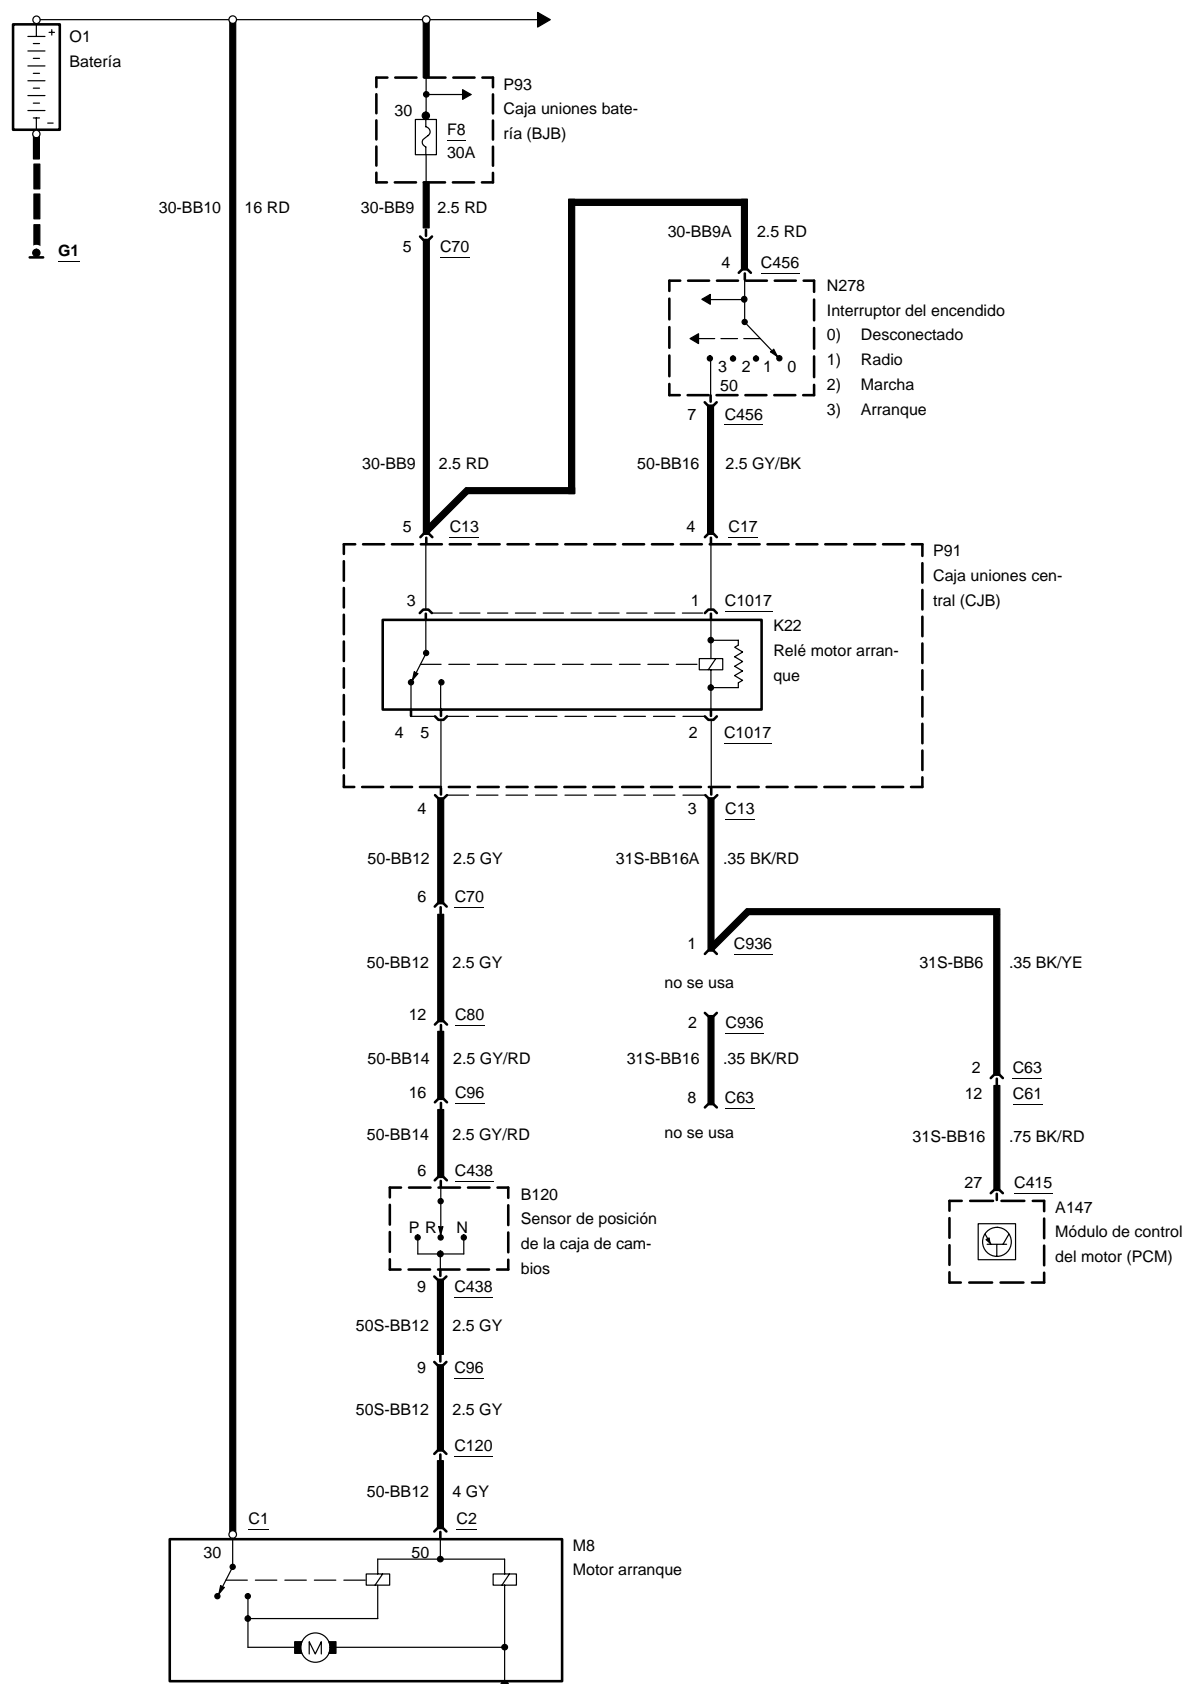 +
O1
Batería
–
G1
30-BB10 16 RD
P93
Caja uniones bate-
ría (BJB)
30
F8
30A
30-BB9 2.5 RD
5 C70
30-BB9A 2.5 RD
4 C456
N278
Interruptor del encendido
0) Desconectado
1) Radio
2) Marcha
3) Arranque
3 2 1 0
50
7 C456
30-BB9 2.5 RD
50-BB16 2.5 GY/BK
5 C13
4 C17
P91
Caja uniones cen-
tral (CJB)
3
1 C1017
K22
Relé motor arran-
que
4 5
2 C1017
4
3 C13
50-BB12 2.5 GY
31S-BB16A .35 BK/RD
6 C70
1 C936
no se usa
50-BB12 2.5 GY
31S-BB6 .35 BK/YE
12 C80
2 C936
50-BB14 2.5 GY/RD
31S-BB16 .35 BK/RD
2 C63
16 C96
8 C63
12 C61
50-BB14 2.5 GY/RD
no se usa
31S-BB16 .75 BK/RD
6 C438
27 C415
B120
Sensor de posición
de la caja de cam-
bios
P R N
A147
Módulo de control
del motor (PCM)
9 C438
50S-BB12 2.5 GY
9 C96
50S-BB12 2.5 GY
C120
50-BB12 4 GY
C1
C2
M8
Motor arranque
30
50
M